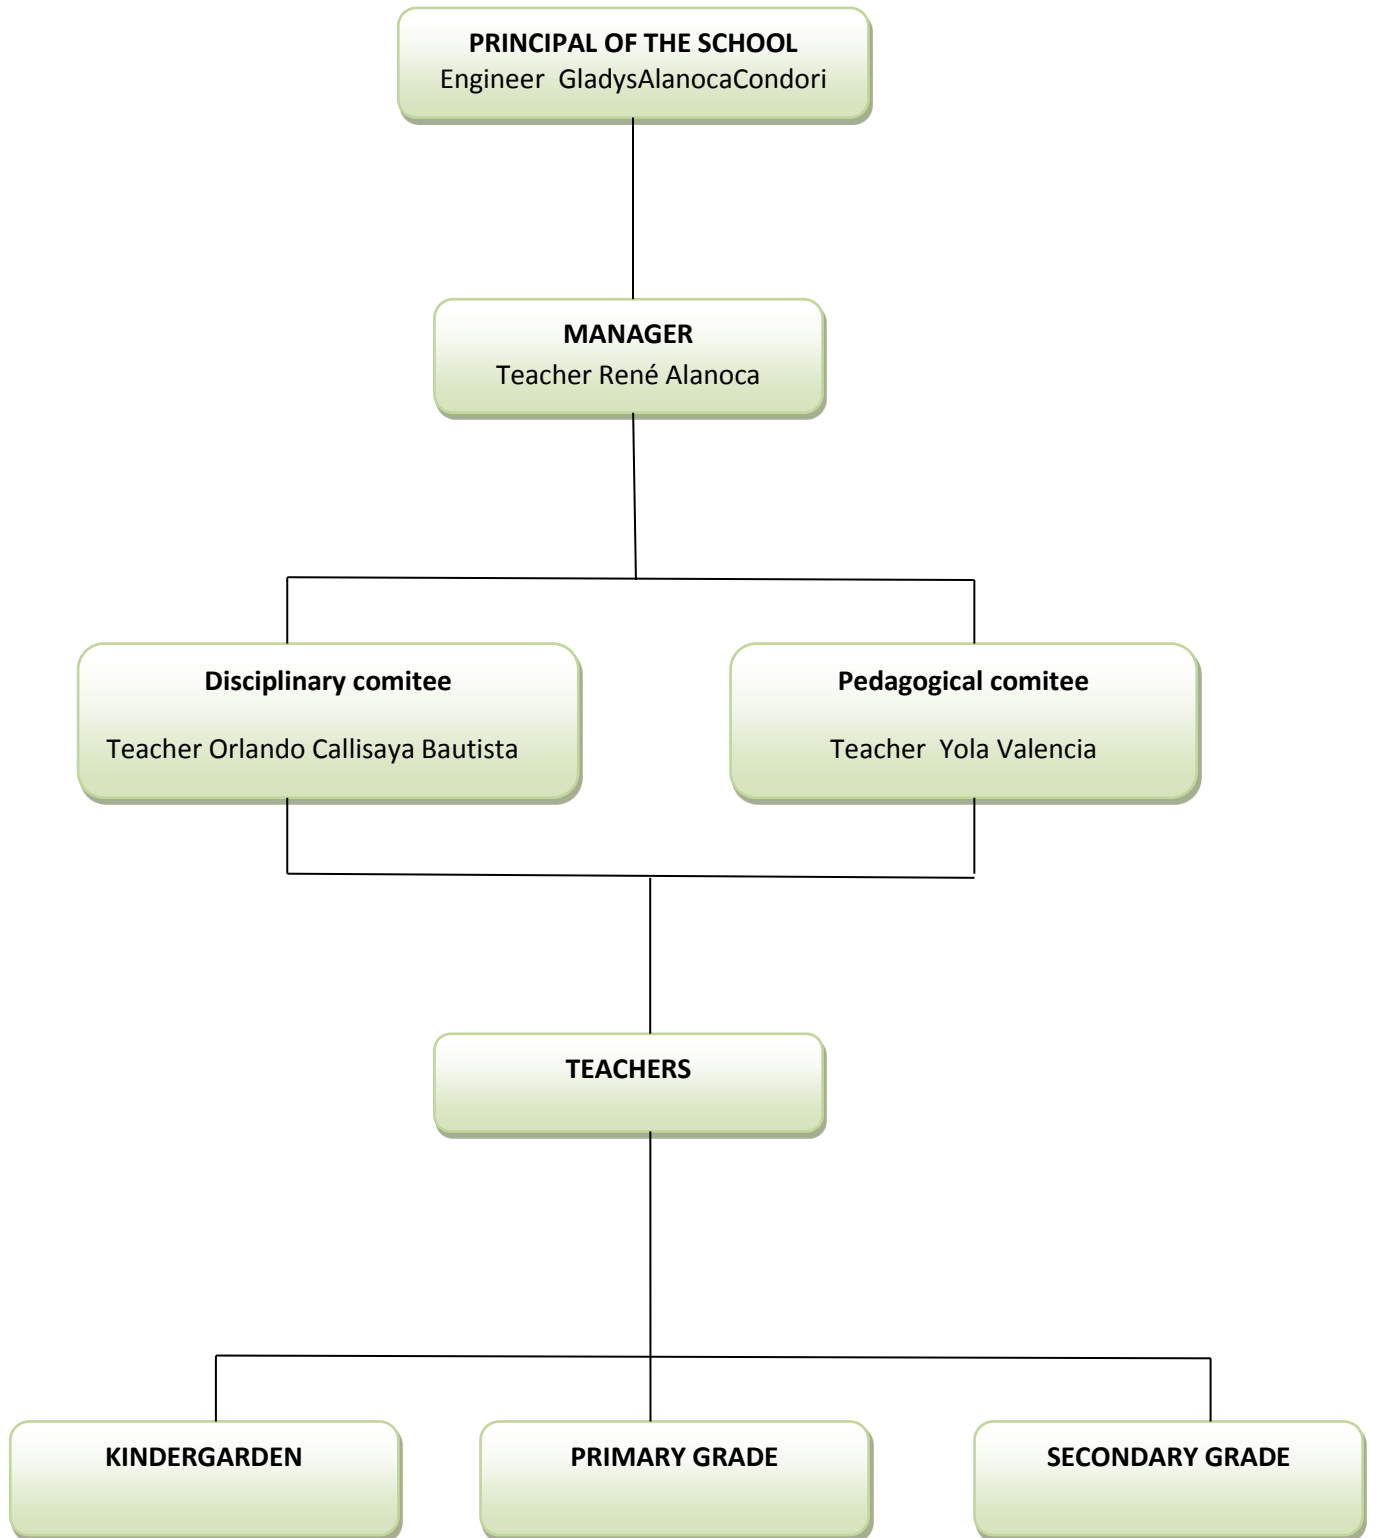 PRINCIPAL OF THE SCHOOL
Engineer  GladysAlanocaCondori
MANAGER
Teacher René Alanoca
Disciplinary comitee
Teacher Orlando Callisaya Bautista
Pedagogical comitee
Teacher  Yola Valencia
TEACHERS
KINDERGARDEN
PRIMARY GRADE
SECONDARY GRADE